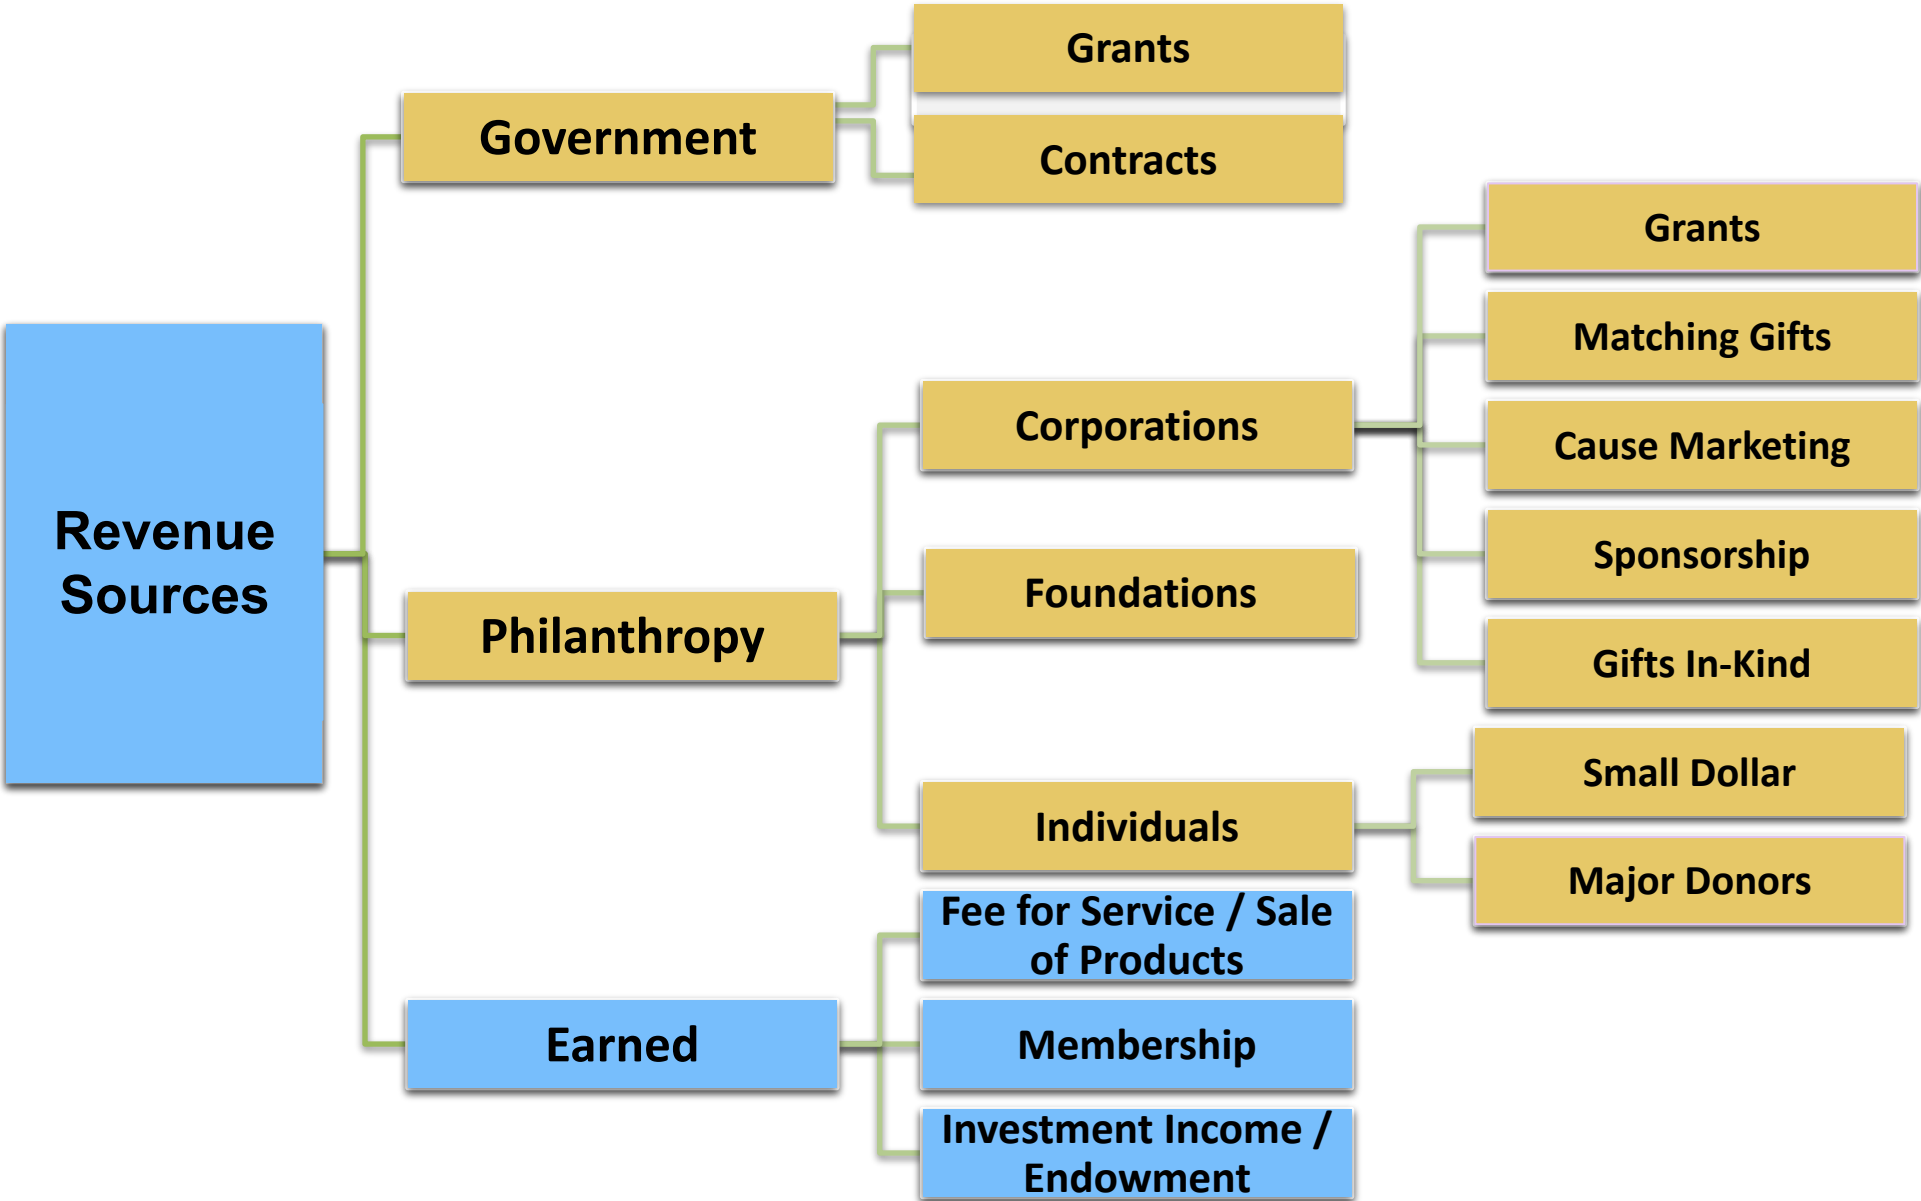 Revenue
Sources
Government
Grants
Contracts
Philanthropy
Corporations
Grants
Matching Gifts
Cause Marketing
Sponsorship
Gifts In-Kind
Foundations
Individuals
Small Dollar
Major Donors
Earned
Fee for Service / Sale
of Products
Membership
Investment Income /
Endowment